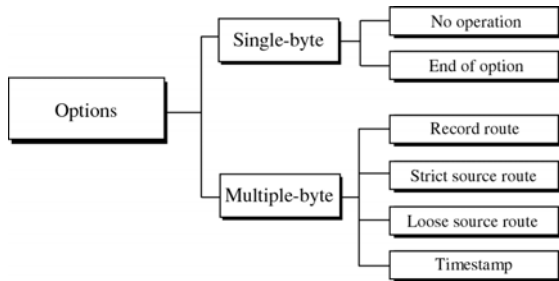 Options
Single-byte
No operation
End of option
Multiple-byte
Record route
Strict source route
Loose source route
Timestamp